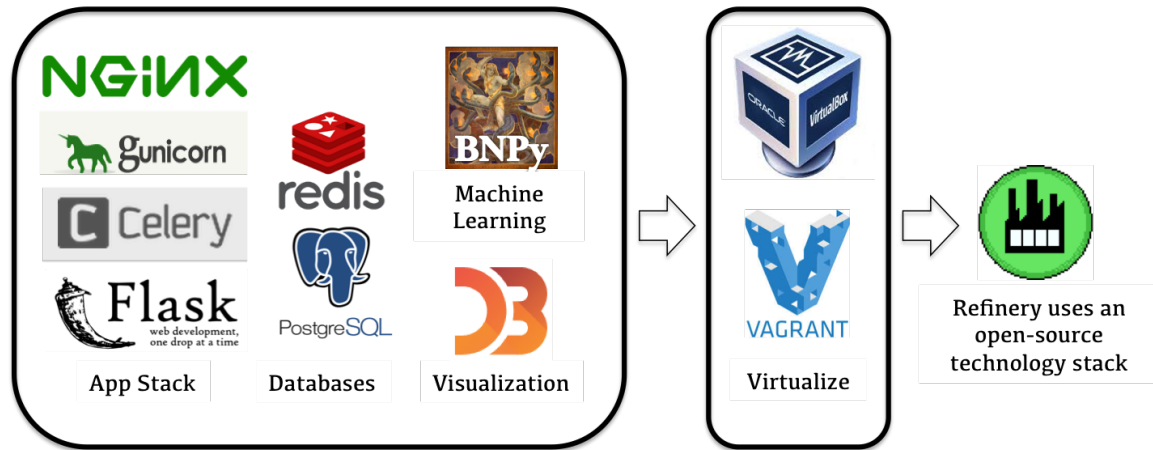 NGINX
gunicorn
Celery
Flask
web development,
one drop at a time
App Stack
redis
PostgreSQL
Databases
BNPy
Machine
Learning
D3
Visualization
ORACLE
VirtualBox
VAGRANT
Virtualize
Refinery uses an
open-source
technology stack